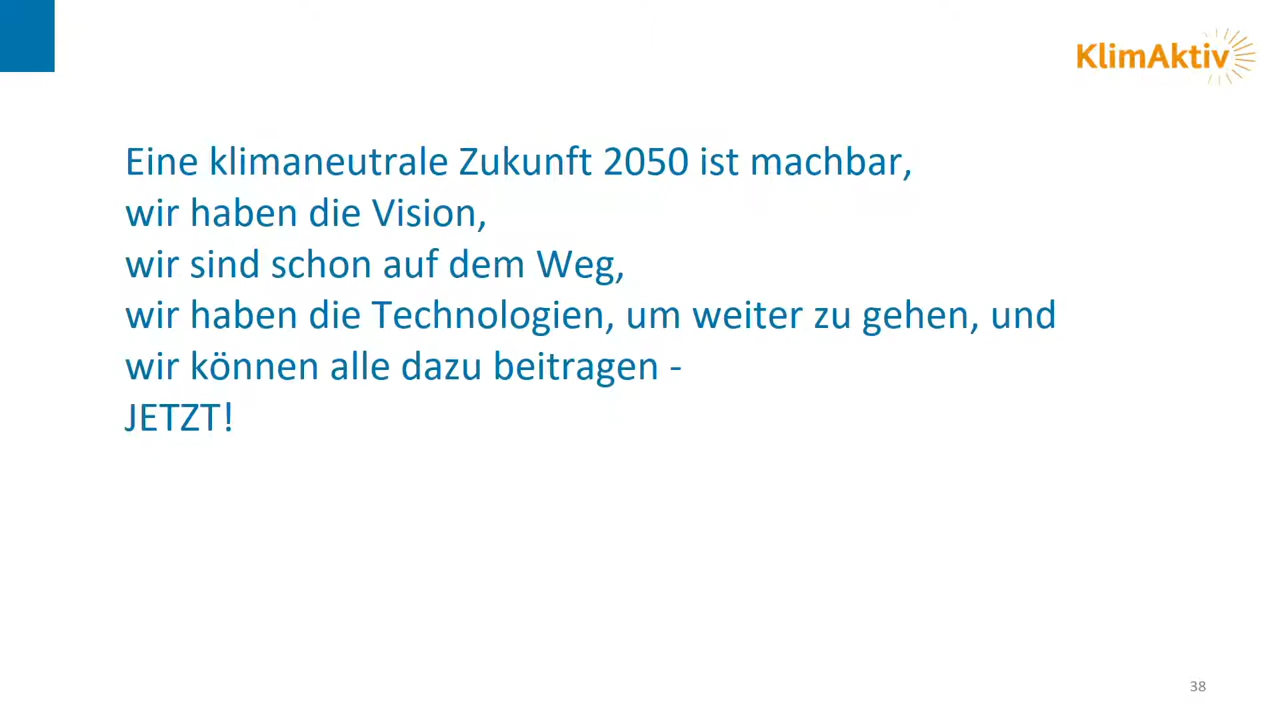 KlimAktiv
Eine klimaneutrale Zukunft 2050 ist machbar,
wir haben die Vision,
wir sind schon auf dem Weg,
wir haben die Technologien, um weiter zu gehen, und
wir können alle dazu beitragen -
JETZT!
38